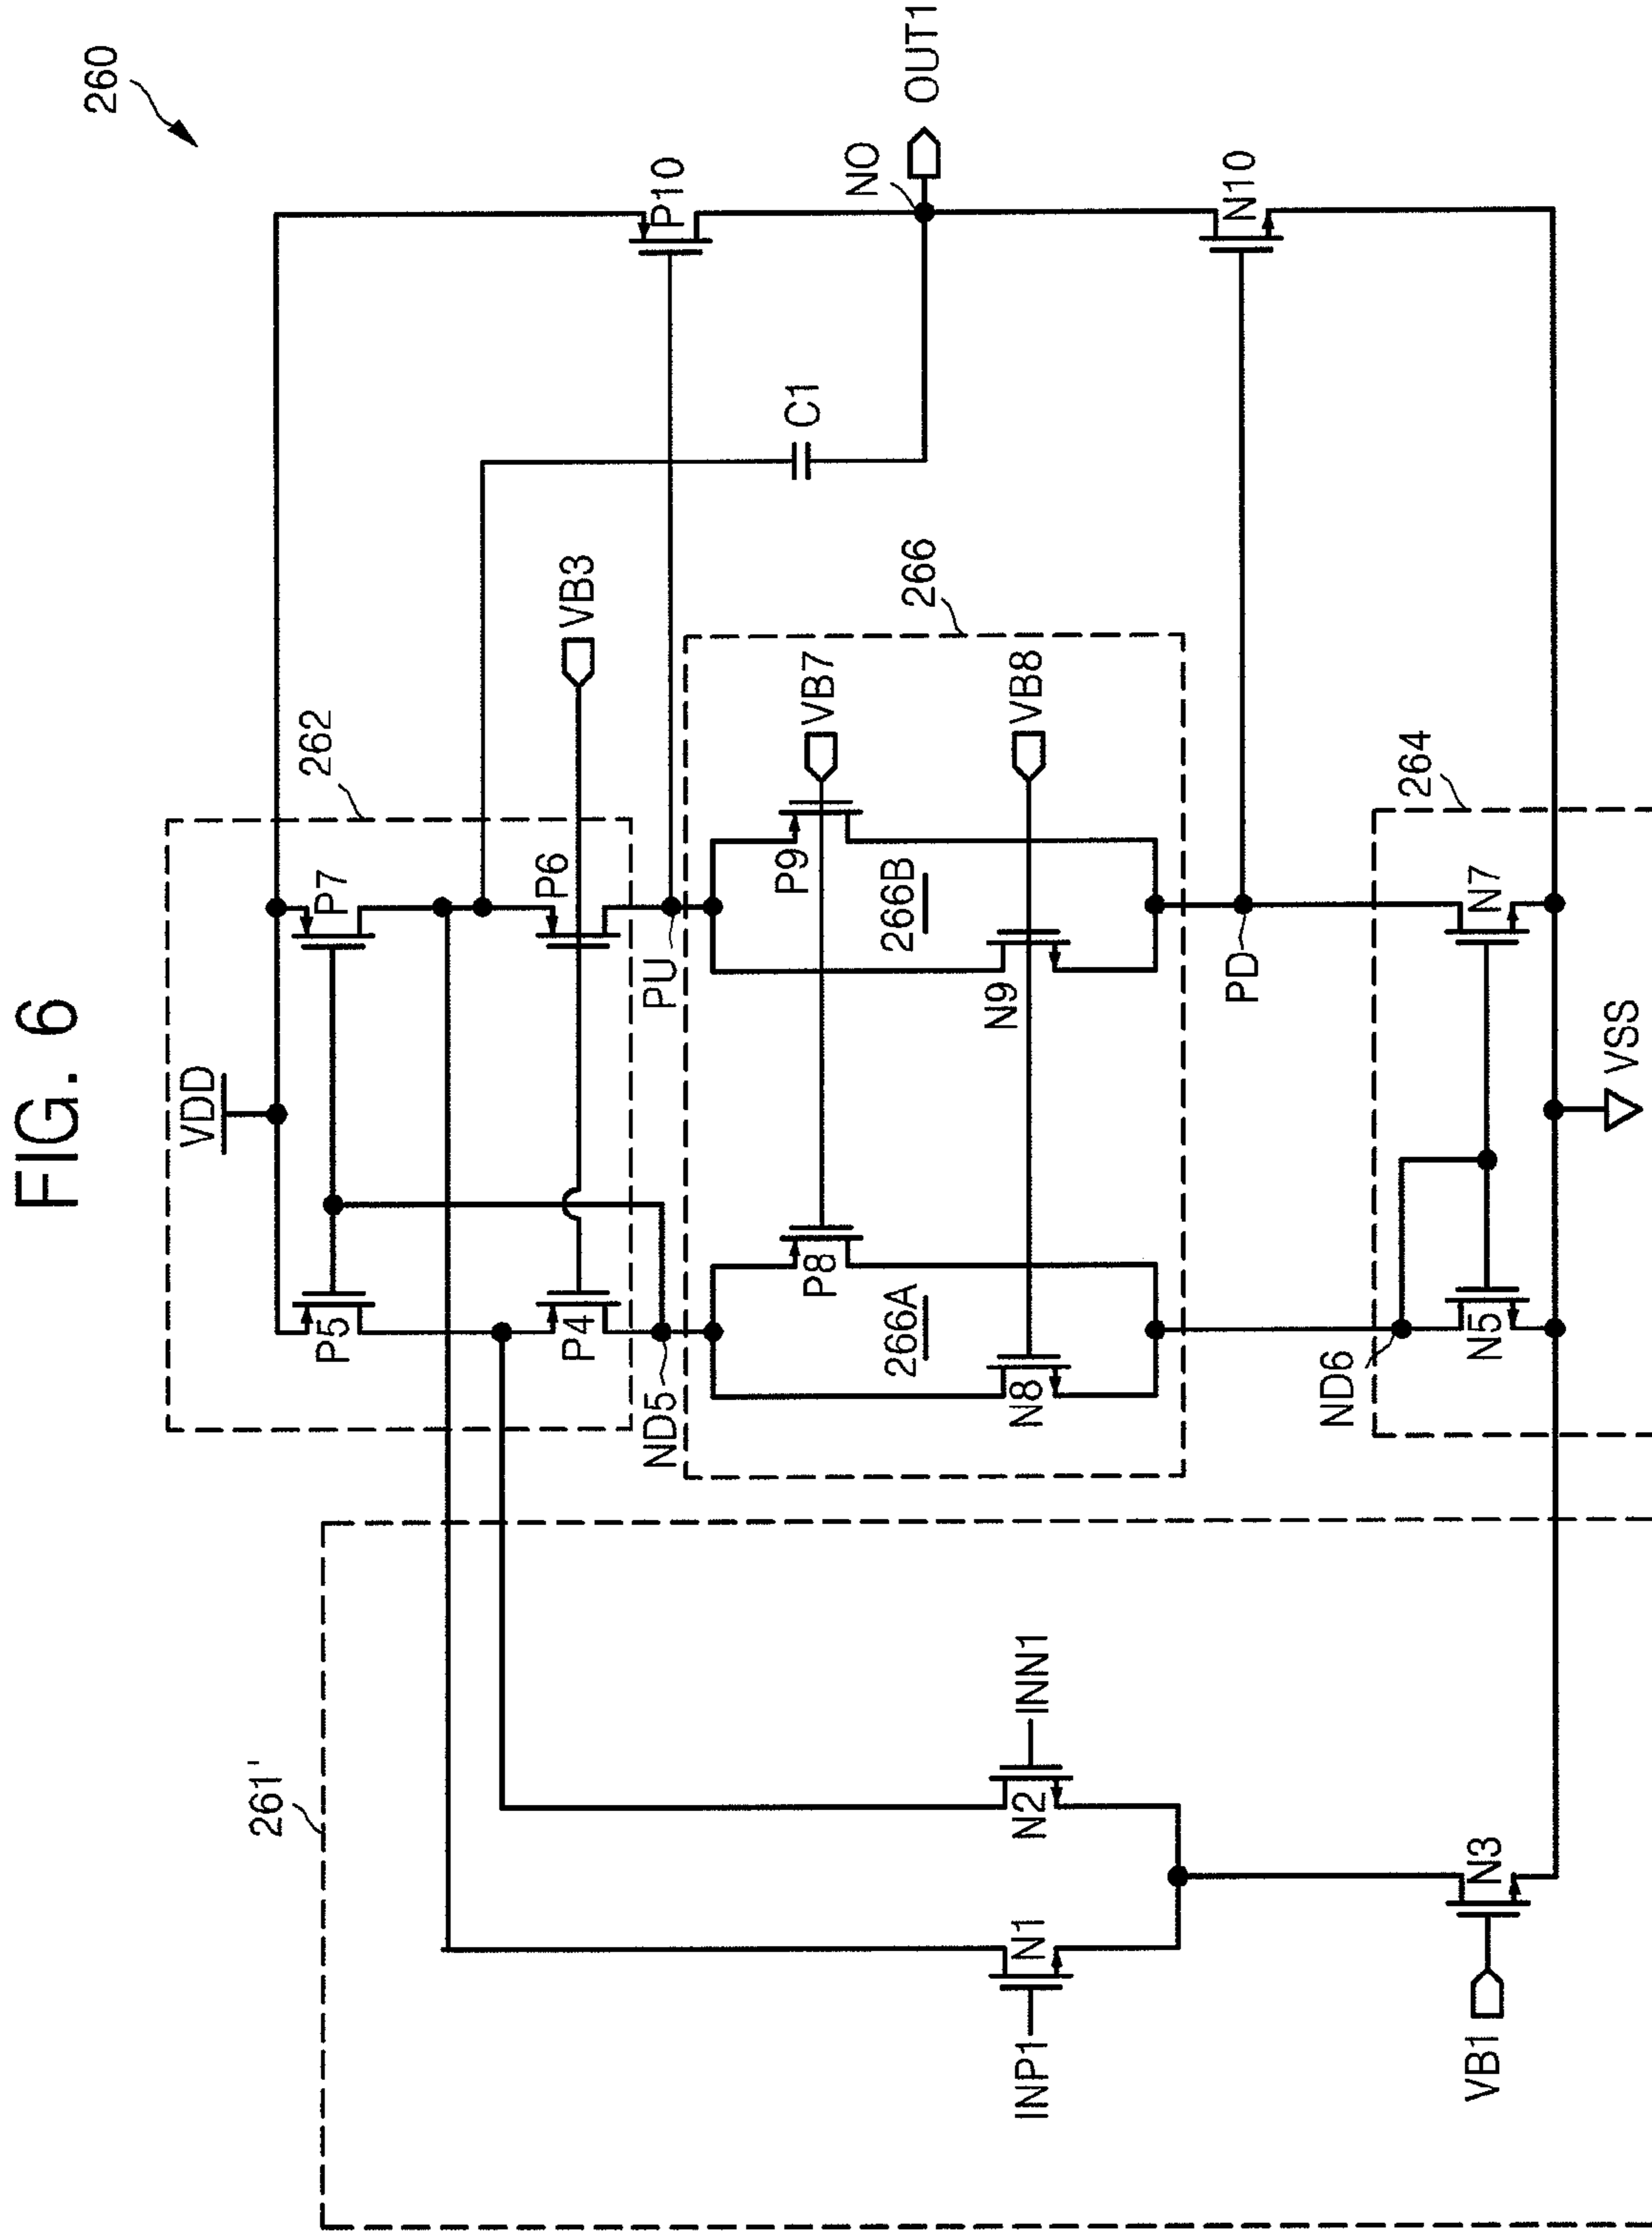 FIG. 6
260
262
VDD
P5
P7
P4
P6
VB3
ND5
PU
P10
C1
NO
OUT1
266
266A
266B
P8
P9
VB7
N8
N9
VB8
PD
N10
264
ND6
N5
N7
VSS
261'
INP1
N1
N2
INN1
VB1
N3